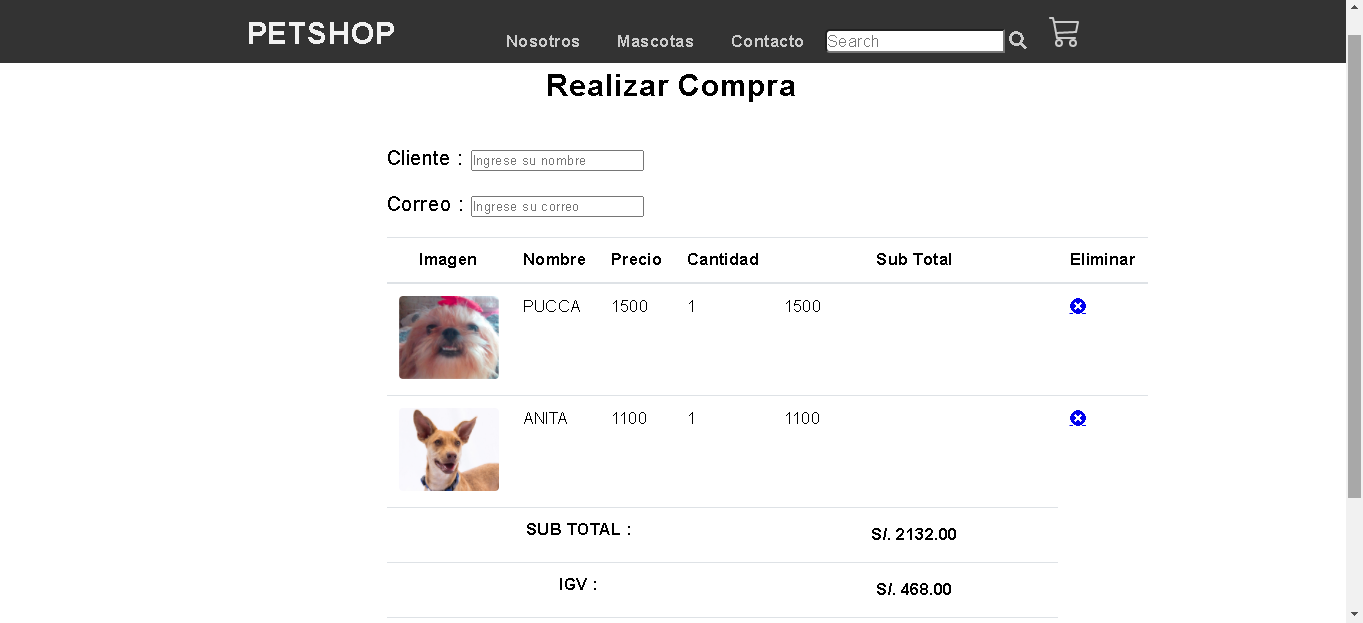 PETSHOP Nosotros Mascotas Contacto Search
Realizar Compra
Cliente : Ingrese su nombre
Correo : Ingrese su correo
Imagen Nombre Precio Cantidad Sub Total Eliminar
PUCCA 1500 1 1500
ANITA 1100 1 1100
SUB TOTAL : S/. 2132.00
IGV : S/. 468.00